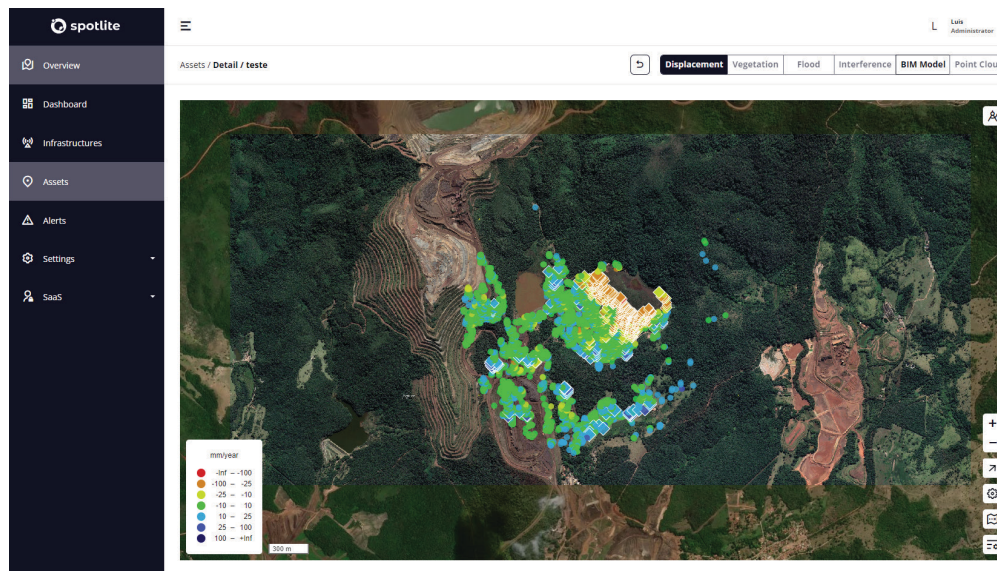 spotlite
L Luis
Administrator
Overview
Assets / Detail / teste
Displacement Vegetation Flood Interference BIM Model Point Clou
Dashboard
Infrastructures
Assets
Alerts
Settings
SaaS
mm/year
-Inf – -100
-100 – -25
-25 – -10
-10 – 10
10 – 25
25 – 100
100 – +Inf
300 m